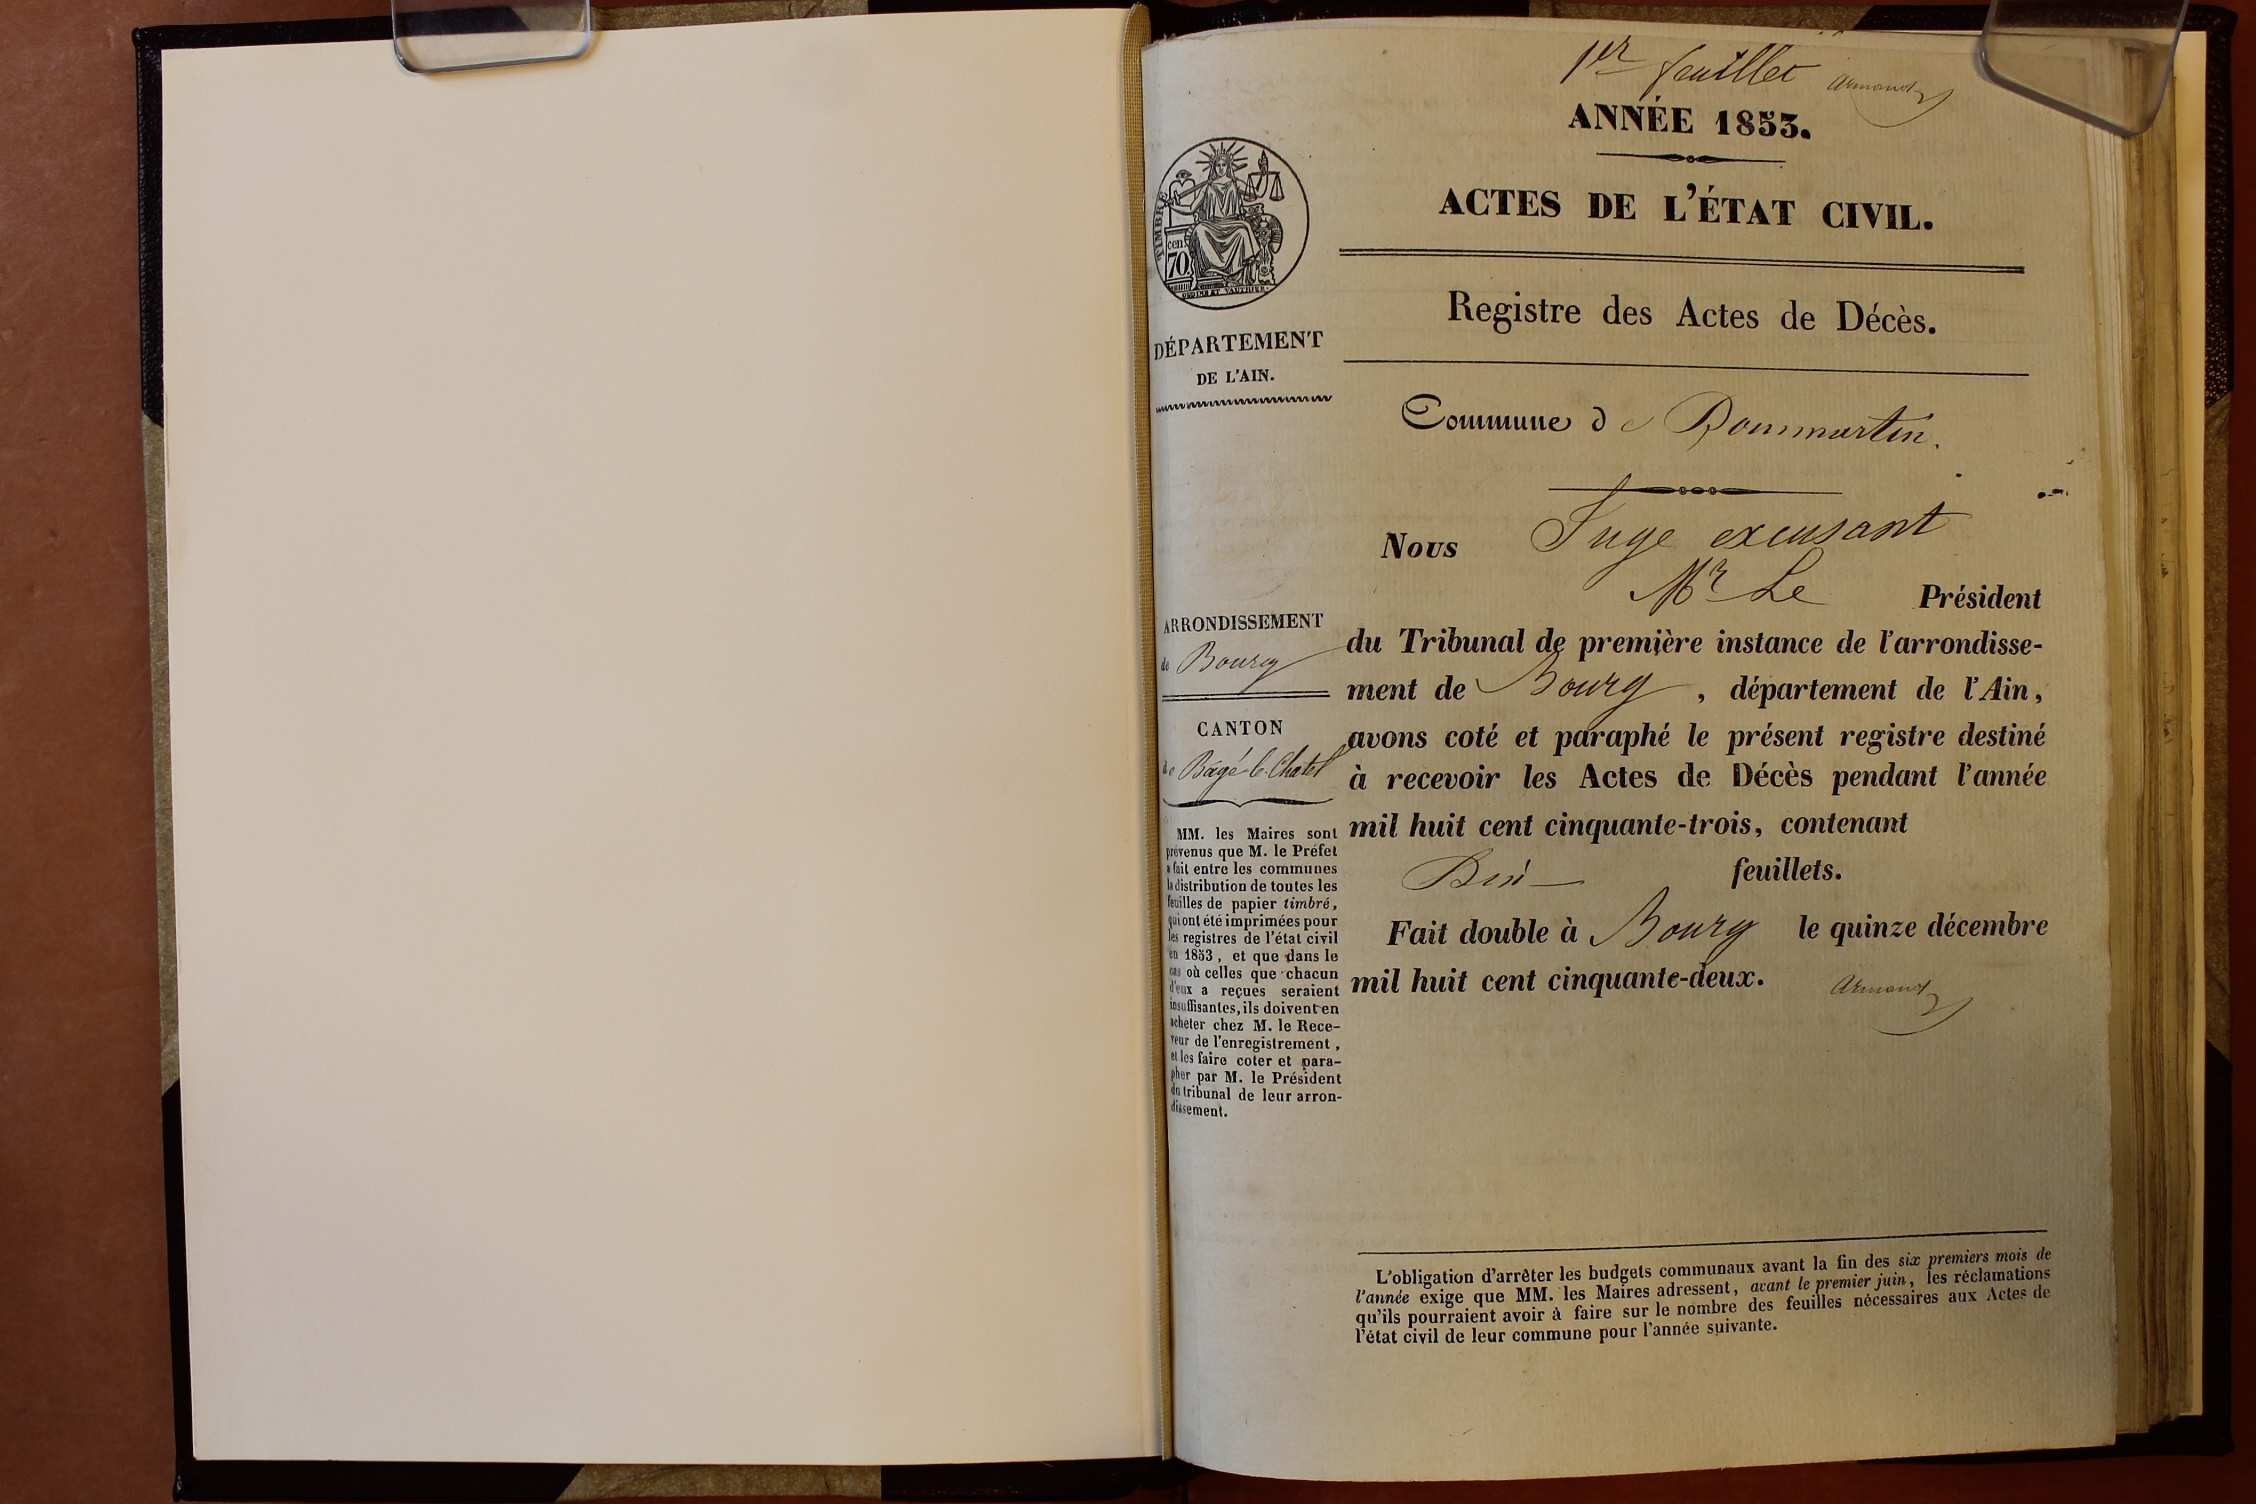 1er feuillet Armand
ANNÉE 1853.
ACTES DE L'ÉTAT CIVIL.
Registre des Actes de Décès.
TIMBRE
cen.
70
DÉPARTEMENT
DE L'AIN.
Commune de Dommartin.
Nous Juge excusant
Mr Le Président
ARRONDISSEMENT
de Bourg
du Tribunal de première instance de l'arrondisse-
ment de Bourg, département de l'Ain,
avons coté et paraphé le présent registre destiné
à recevoir les Actes de Décès pendant l'année
mil huit cent cinquante-trois, contenant
Dix feuillets.
Fait double à Bourg le quinze décembre
mil huit cent cinquante-deux.
Armand
CANTON
de Bagé-le-Chatel
MM. les Maires sont
prévenus que M. le Préfet
a fait entre les communes
la distribution de toutes les
feuilles de papier timbré,
qui ont été imprimées pour
les registres de l'état civil
en 1853, et que dans le
cas où celles que chacun
d'eux a reçues seraient
insuffisantes, ils doivent en
acheter chez M. le Rece-
veur de l'enregistrement,
et les faire coter et para-
pher par M. le Président
du tribunal de leur arron-
dissement.
L'obligation d'arrêter les budgets communaux avant la fin des six premiers mois de
l'année exige que MM. les Maires adressent, avant le premier juin, les réclamations
qu'ils pourraient avoir à faire sur le nombre des feuilles nécessaires aux Actes de
l'état civil de leur commune pour l'année suivante.